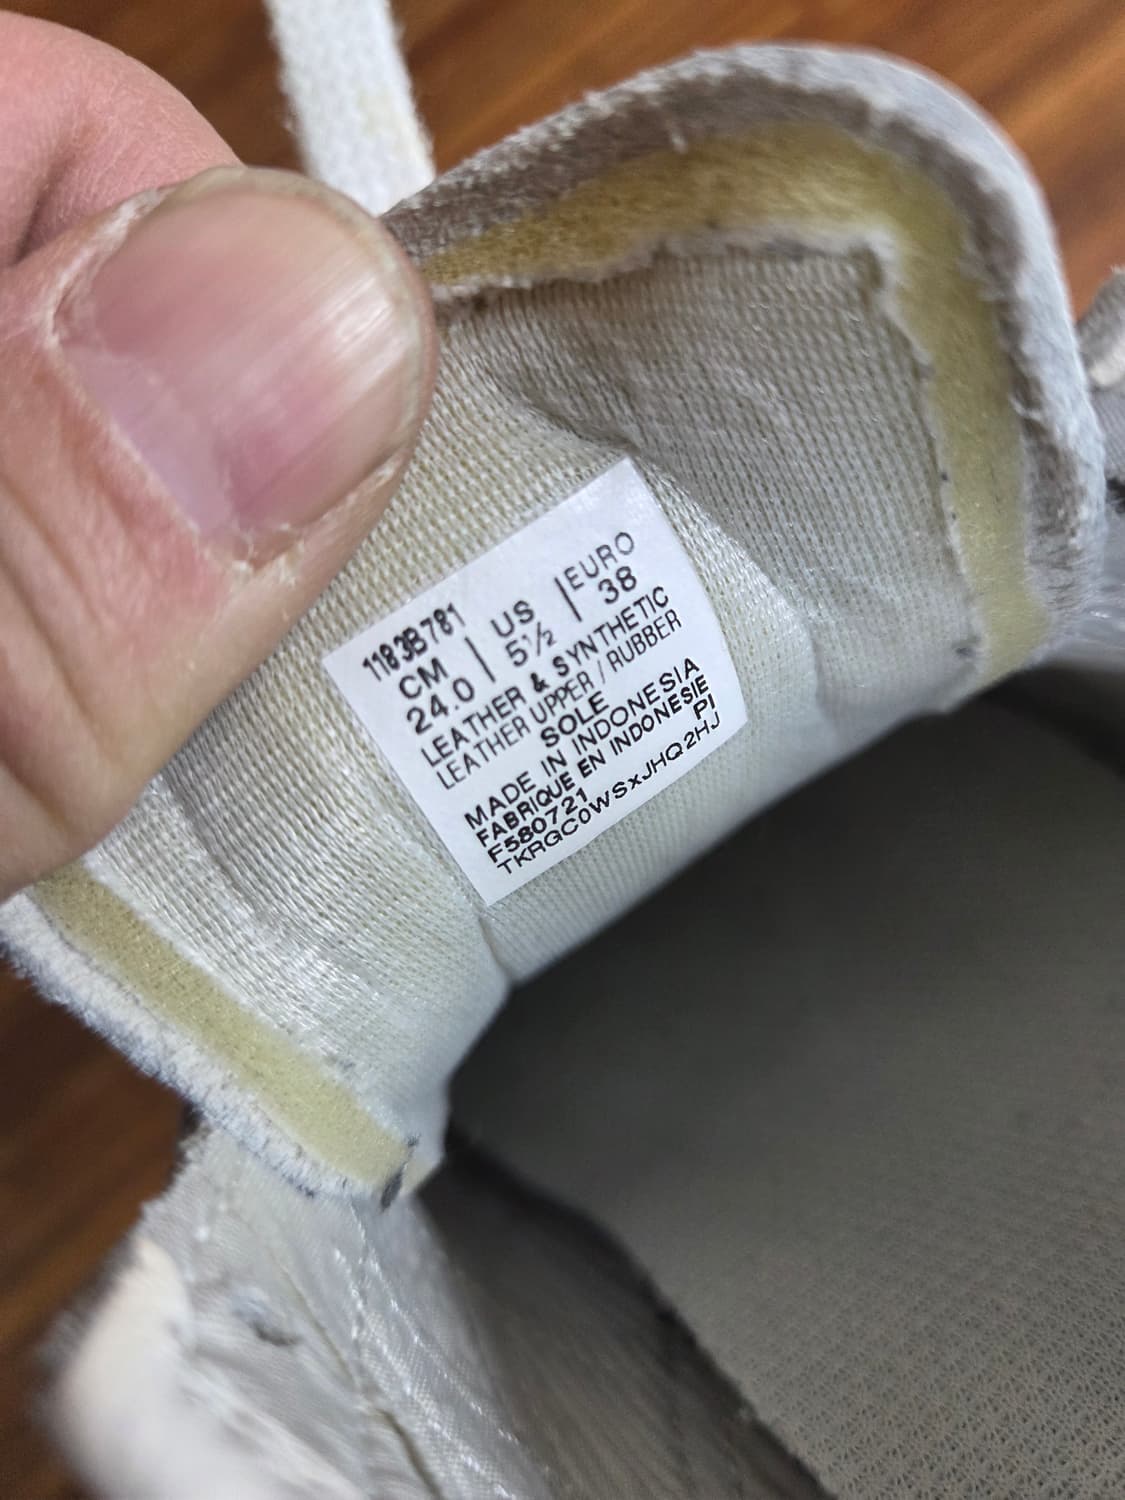 1183B781
CM | US | EURO
24.0 | 5½ | 38
LEATHER & SYNTHETIC
LEATHER UPPER / RUBBER
SOLE
MADE IN INDONESIA
FABRIQUE EN INDONESIE
F580721 PI
TKRGC0WSxJHQ2HJ